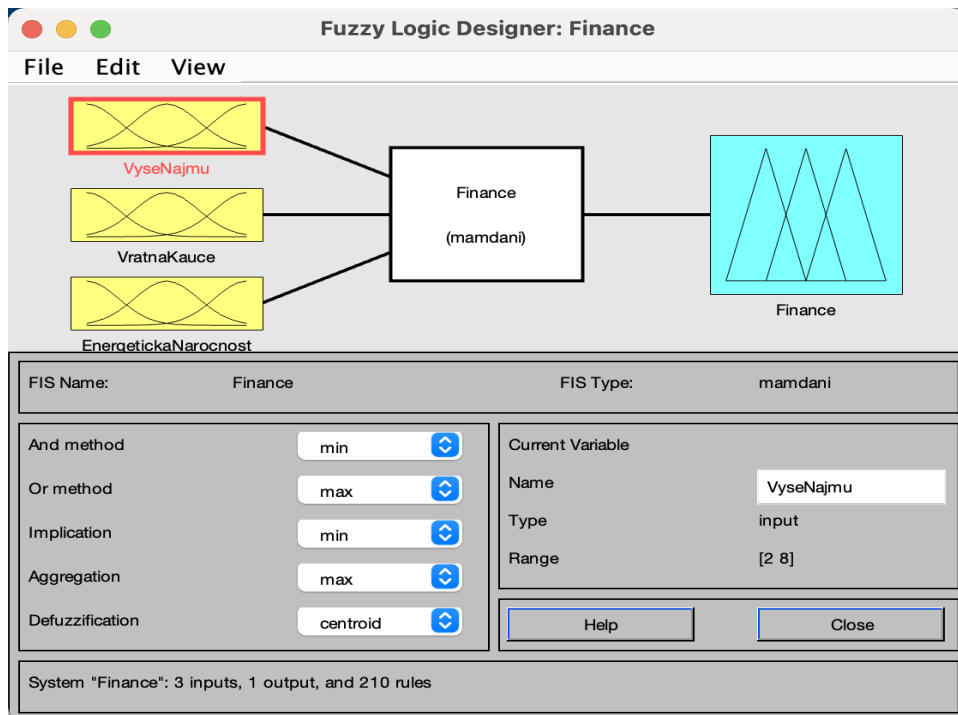 Fuzzy Logic Designer: Finance
File Edit View
VyseNajmu
VratnaKauce
EnergetickaNarocnost
Finance
(mamdani)
Finance
FIS Name: Finance FIS Type: mamdani
And method min
Or method max
Implication min
Aggregation max
Defuzzification centroid
Current Variable
Name VyseNajmu
Type input
Range [2 8]
Help Close
System "Finance": 3 inputs, 1 output, and 210 rules